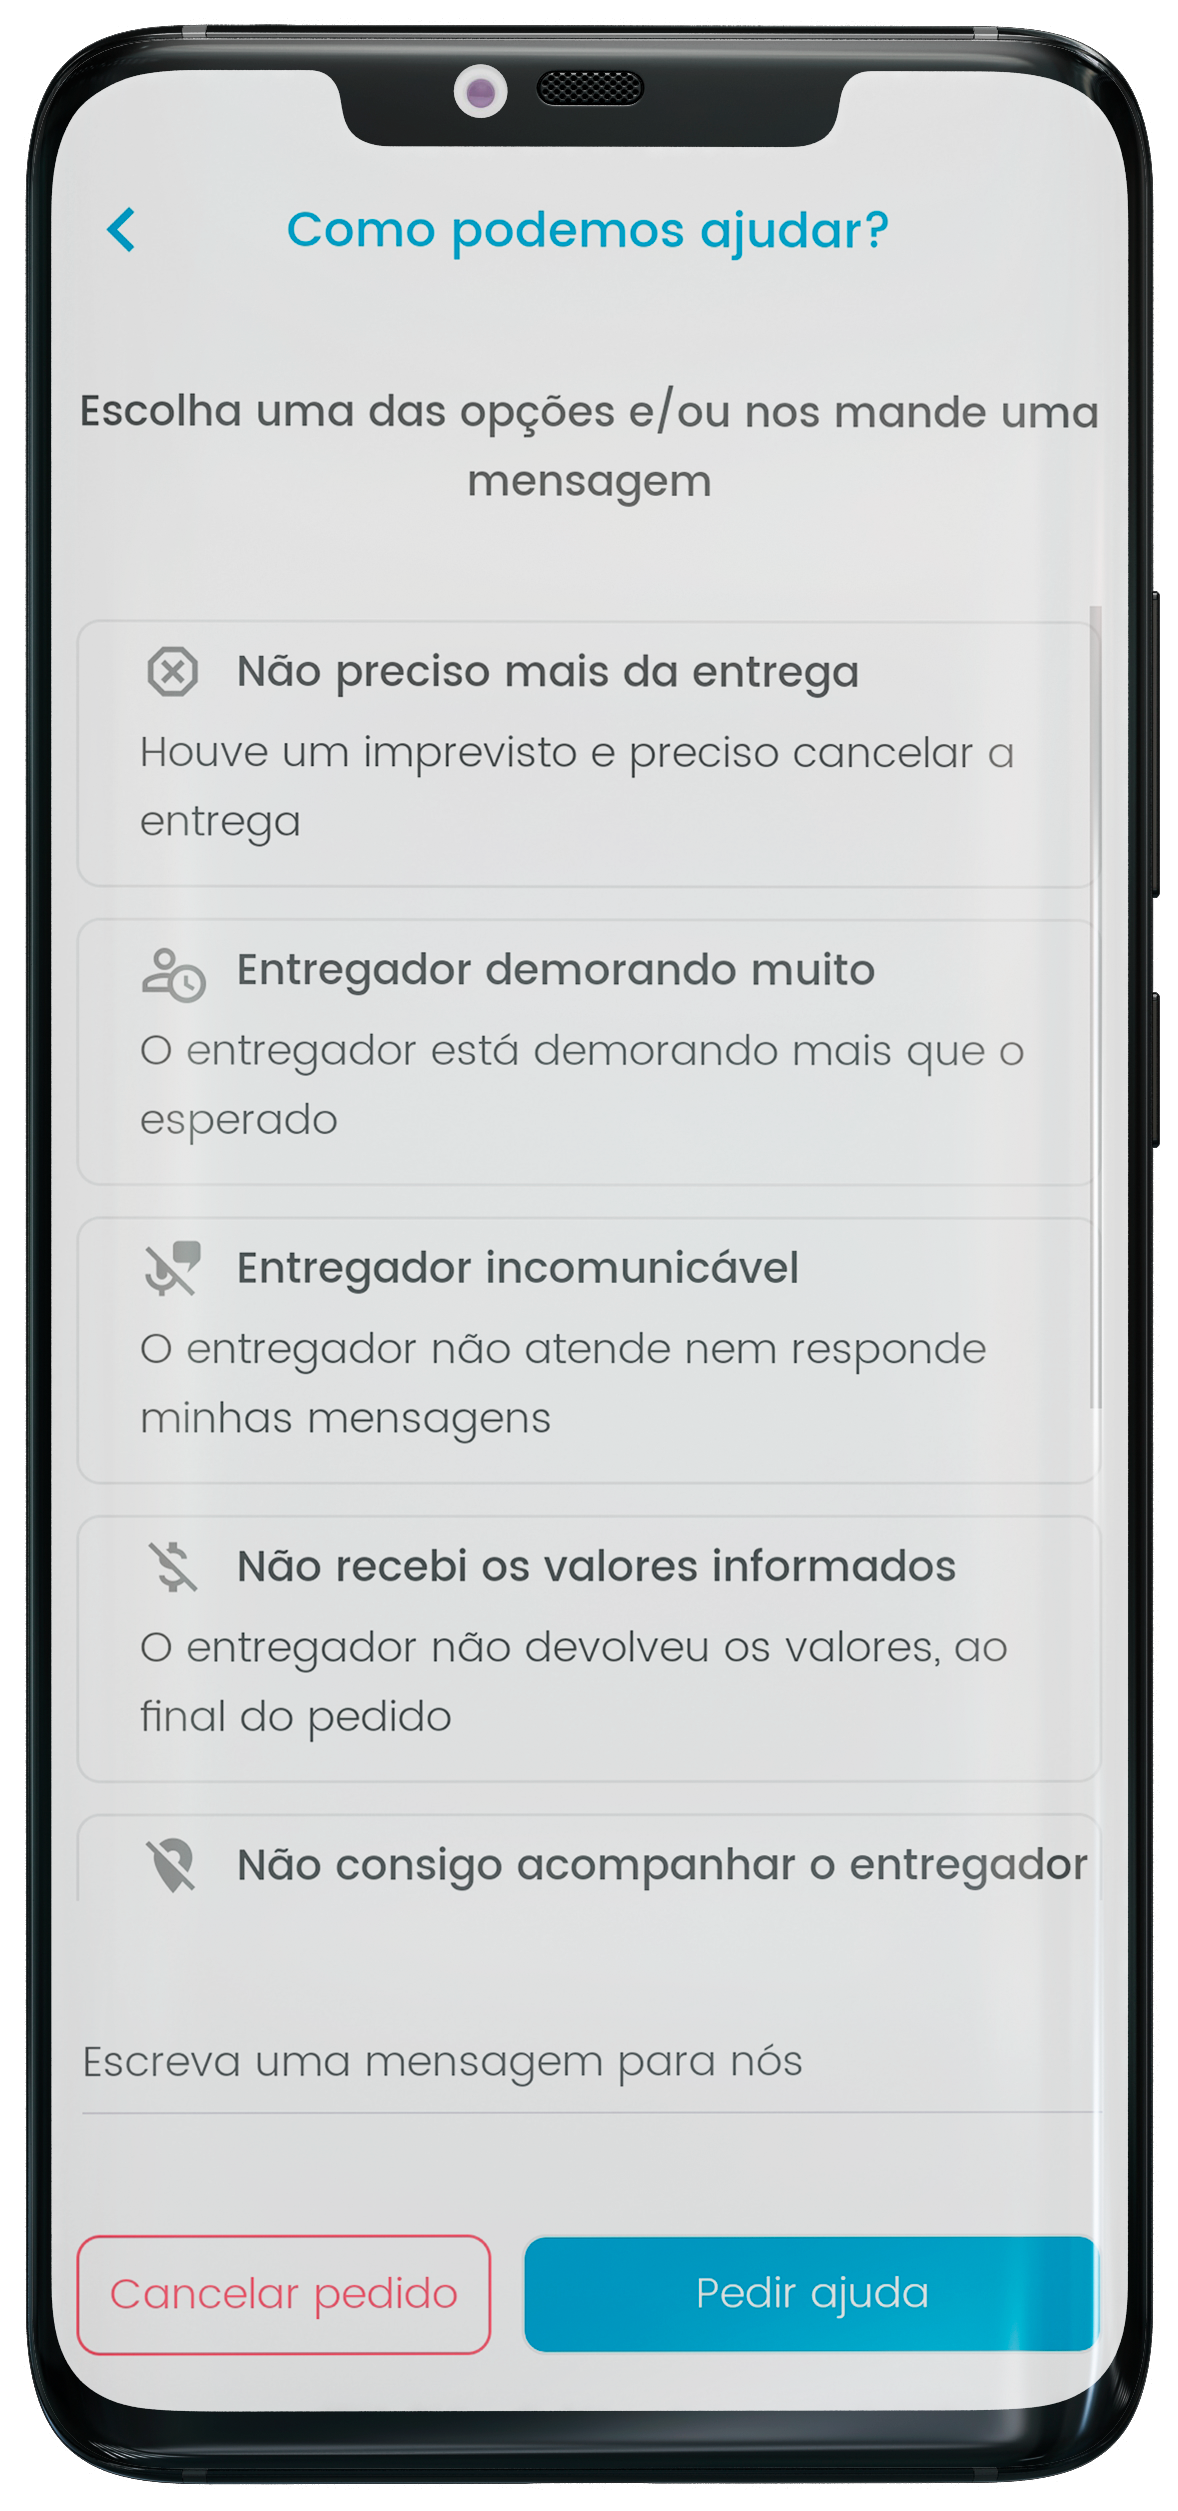 Como podemos ajudar?
Escolha uma das opções e/ou nos mande uma
mensagem
Não preciso mais da entrega
Houve um imprevisto e preciso cancelar a
entrega
Entregador demorando muito
O entregador está demorando mais que o
esperado
Entregador incomunicável
O entregador não atende nem responde
minhas mensagens
Não recebi os valores informados
O entregador não devolveu os valores, ao
final do pedido
Não consigo acompanhar o entregador
Escreva uma mensagem para nós
Cancelar pedido
Pedir ajuda